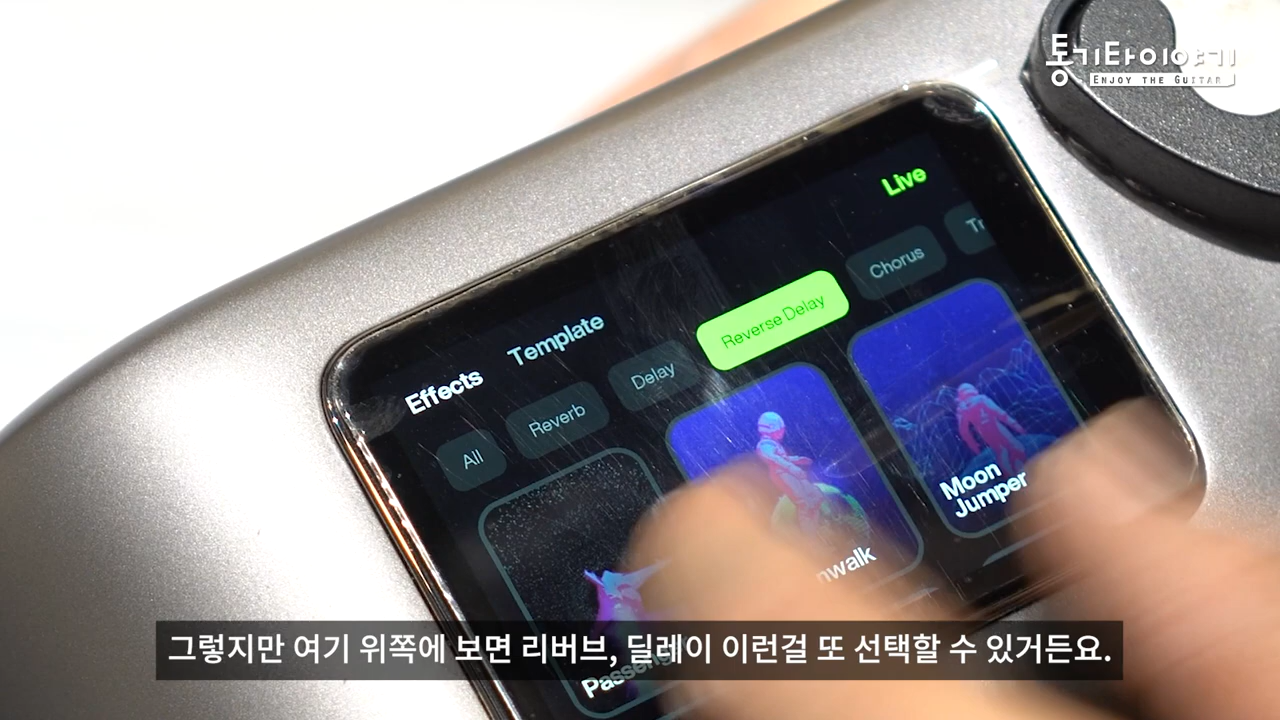 통기타이야기
ENJOY THE GUITAR
Live
Effects Template
All Reverb Delay Reverse Delay Chorus
Moon
Jumper
그렇지만 여기 위쪽에 보면 리버브, 딜레이 이런걸 또 선택할 수 있거든요.